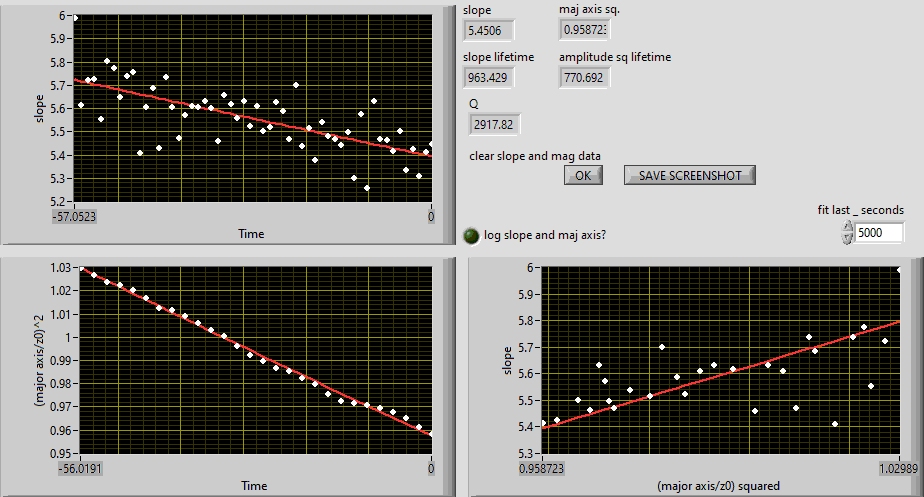 6
5.9
5.8
5.7
5.6
5.5
5.4
5.3
5.2
slope
-57.0523
0
Time
slope
maj axis sq.
5.4506
0.958723
slope lifetime
amplitude sq lifetime
963.429
770.692
Q
2917.82
clear slope and mag data
OK
SAVE SCREENSHOT
fit last _ seconds
log slope and maj axis?
5000
1.03
1.02
1.01
1
0.99
0.98
0.97
0.96
0.95
(major axis/z0)^2
-56.0191
0
Time
6
5.9
5.8
5.7
5.6
5.5
5.4
5.3
slope
0.958723
1.02989
(major axis/z0) squared